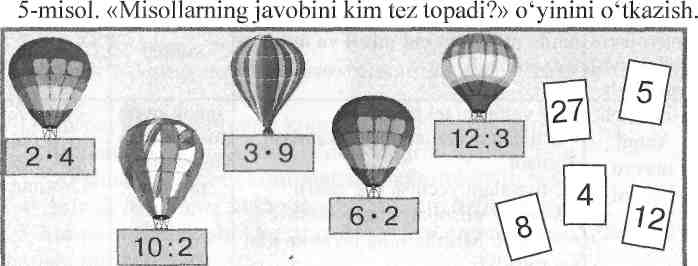 5-misol. «Misollarning javobini kim tez topadi?» o‘yinini o‘tkazish.
2 · 4
10:2
3 · 9
6 · 2
12:3
27
5
8
4
12